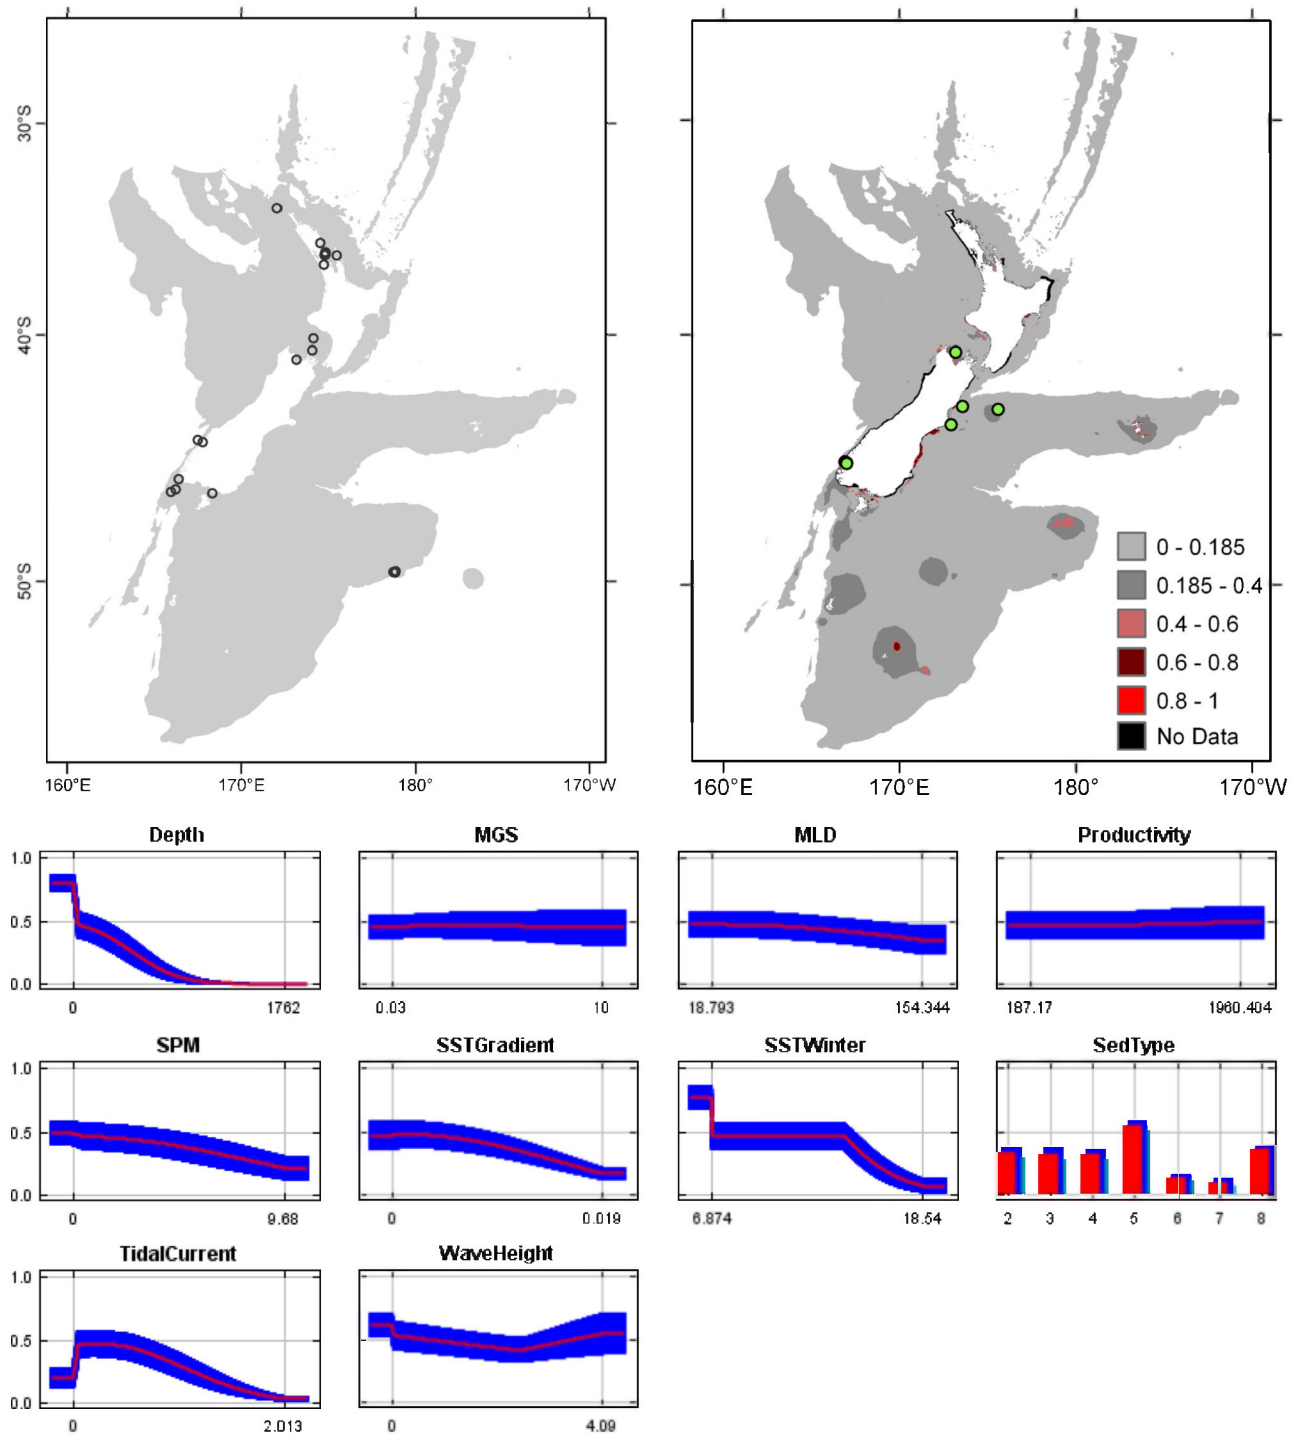 30°S
40°S
50°S
160°E 170°E 180° 170°W
0 - 0.185
0.185 - 0.4
0.4 - 0.6
0.6 - 0.8
0.8 - 1
No Data
160°E 170°E 180° 170°W
Depth MGS MLD Productivity
1.0
0.5
0.0
0 1762 0.03 10 18.793 154.344 187.17 1960.404
SPM SSTGradient SSTWinter SedType
1.0
0.5
0.0
0 9.68 0 0.019 6.874 18.54 2 3 4 5 6 7 8
TidalCurrent WaveHeight
1.0
0.5
0.0
0 2.013 0 4.09